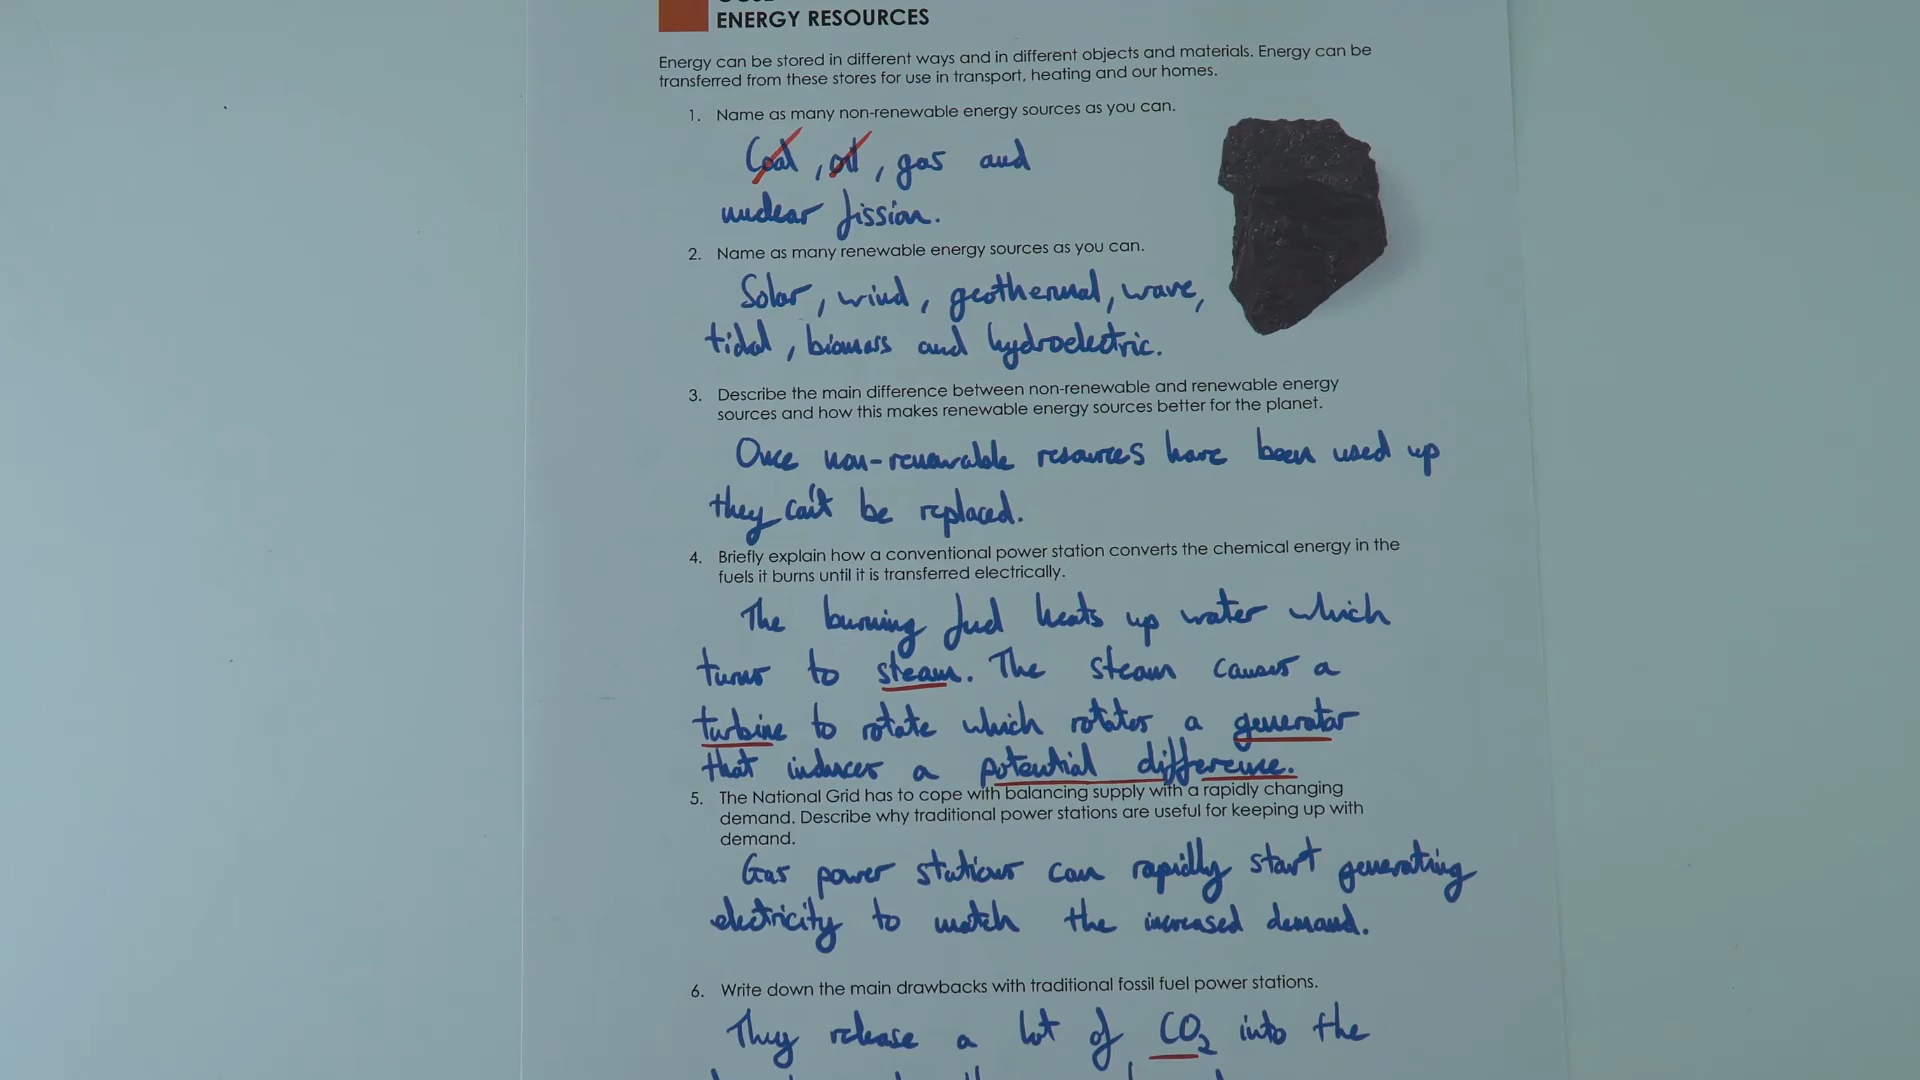 ENERGY RESOURCES
Energy can be stored in different ways and in different objects and materials. Energy can be
transferred from these stores for use in transport, heating and our homes.
1. Name as many non-renewable energy sources as you can.
Coal, oil, gas and
nuclear fission.
2. Name as many renewable energy sources as you can.
Solar, wind, geothermal, wave,
tidal, biomass and hydroelectric.
3. Describe the main difference between non-renewable and renewable energy
sources and how this makes renewable energy sources better for the planet.
Once non-renewable resources have been used up
they can't be replaced.
4. Briefly explain how a conventional power station converts the chemical energy in the
fuels it burns until it is transferred electrically.
The burning fuel heats up water which
turns to steam. The steam causes a
turbine to rotate which rotates a generator
that induces a potential difference.
5. The National Grid has to cope with balancing supply with a rapidly changing
demand. Describe why traditional power stations are useful for keeping up with
demand.
Gas power stations can rapidly start generating
electricity to match the increased demand.
6. Write down the main drawbacks with traditional fossil fuel power stations.
They release a lot of CO₂ into the